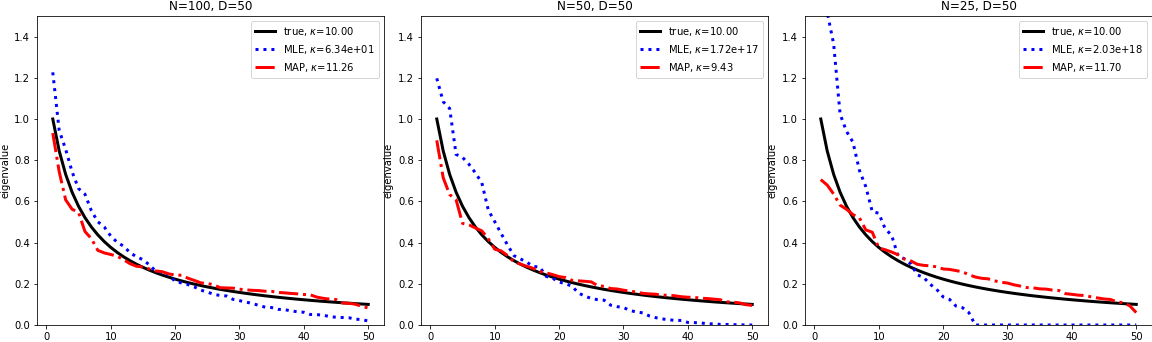 N=100, D=50
eigenvalue
1.4
1.2
1.0
0.8
0.6
0.4
0.2
0.0
true, κ=10.00
MLE, κ=6.34e+01
MAP, κ=11.26
0 10 20 30 40 50
N=50, D=50
eigenvalue
1.4
1.2
1.0
0.8
0.6
0.4
0.2
0.0
true, κ=10.00
MLE, κ=1.72e+17
MAP, κ=9.43
0 10 20 30 40 50
N=25, D=50
eigenvalue
1.4
1.2
1.0
0.8
0.6
0.4
0.2
0.0
true, κ=10.00
MLE, κ=2.03e+18
MAP, κ=11.70
0 10 20 30 40 50